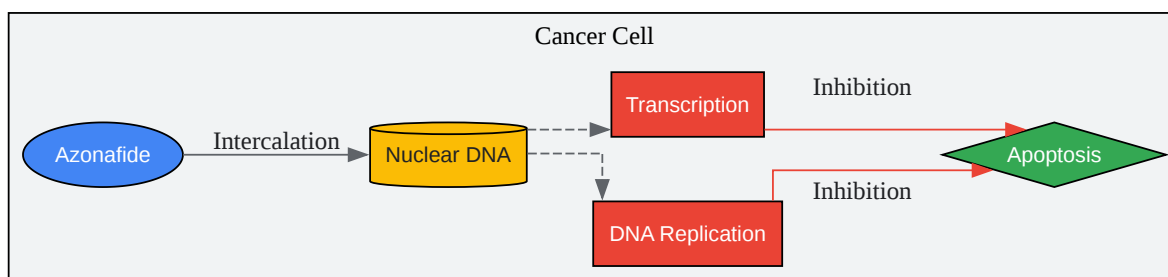 Cancer Cell
Azonafide
Intercalation
Nuclear DNA
Transcription
Inhibition
DNA Replication
Inhibition
Apoptosis